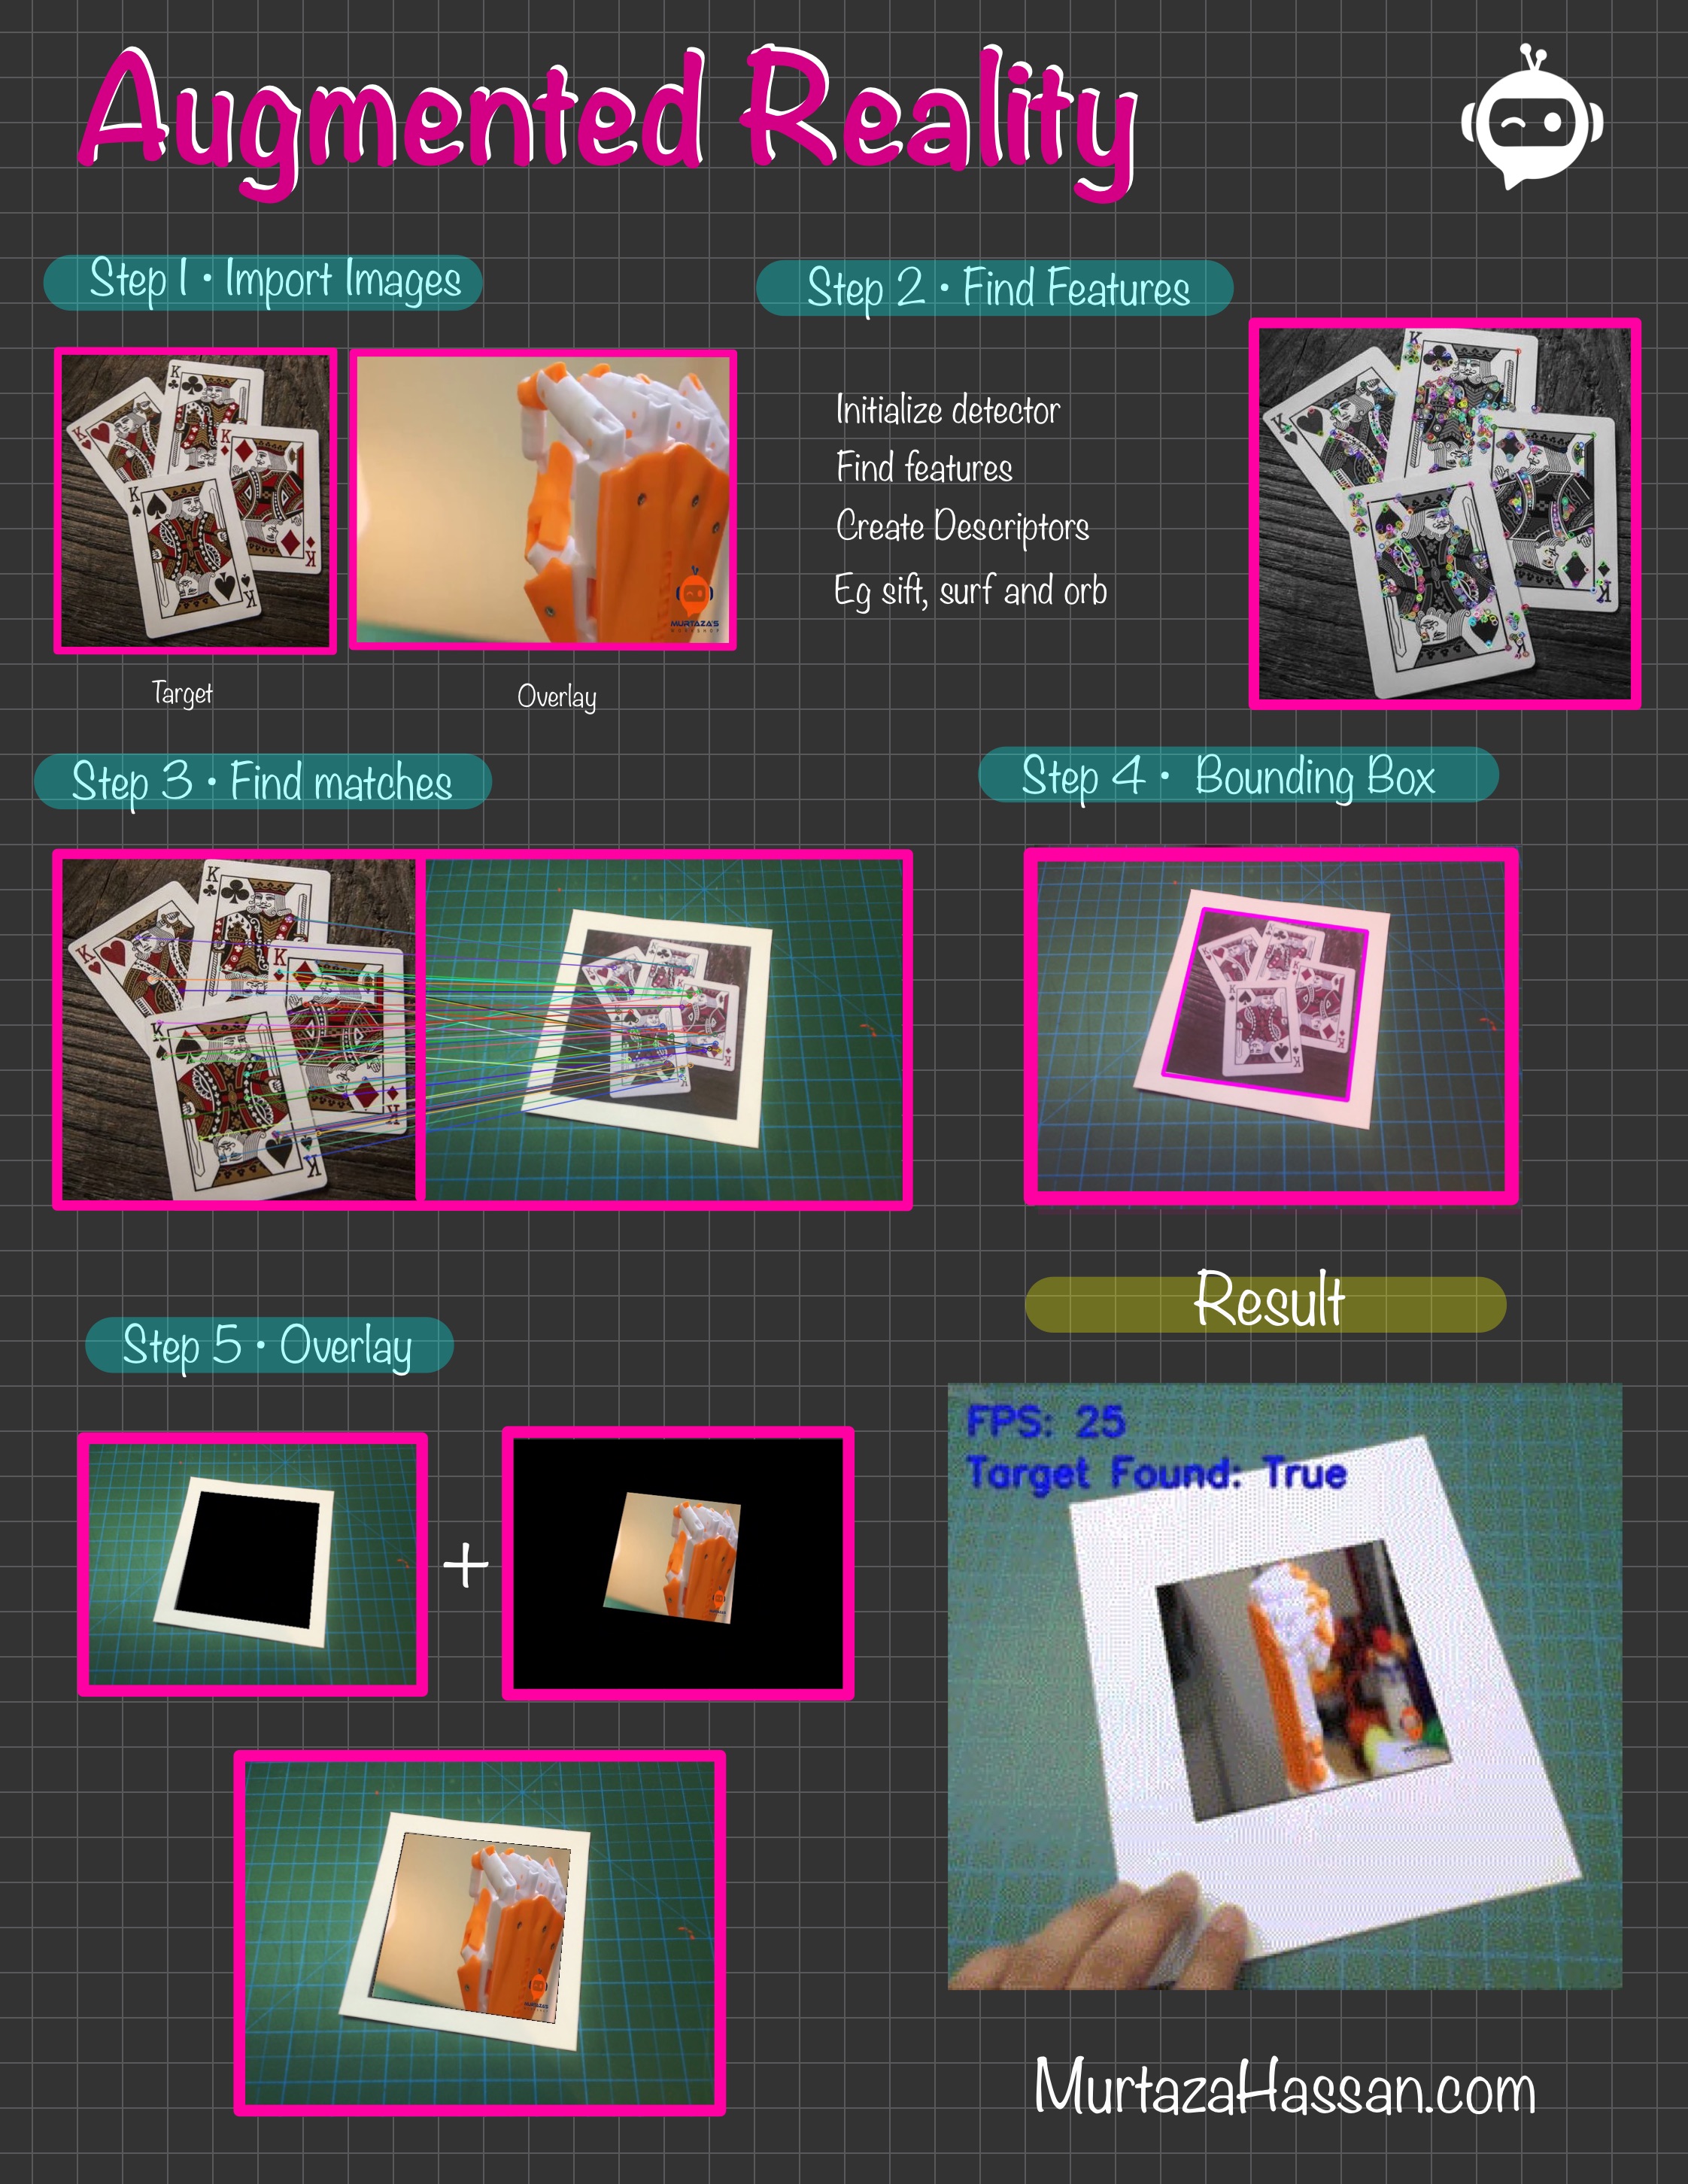 Augmented Reality
Step 1 • Import Images
Step 2 • Find Features
MURTAZA'S
WORKSHOP
Target
Overlay
Initialize detector
Find features
Create Descriptors
Eg sift, surf and orb
Step 3 • Find matches
Step 4 • Bounding Box
Step 5 • Overlay
+
Result
FPS: 25
Target Found: True
MurtazaHassan.com